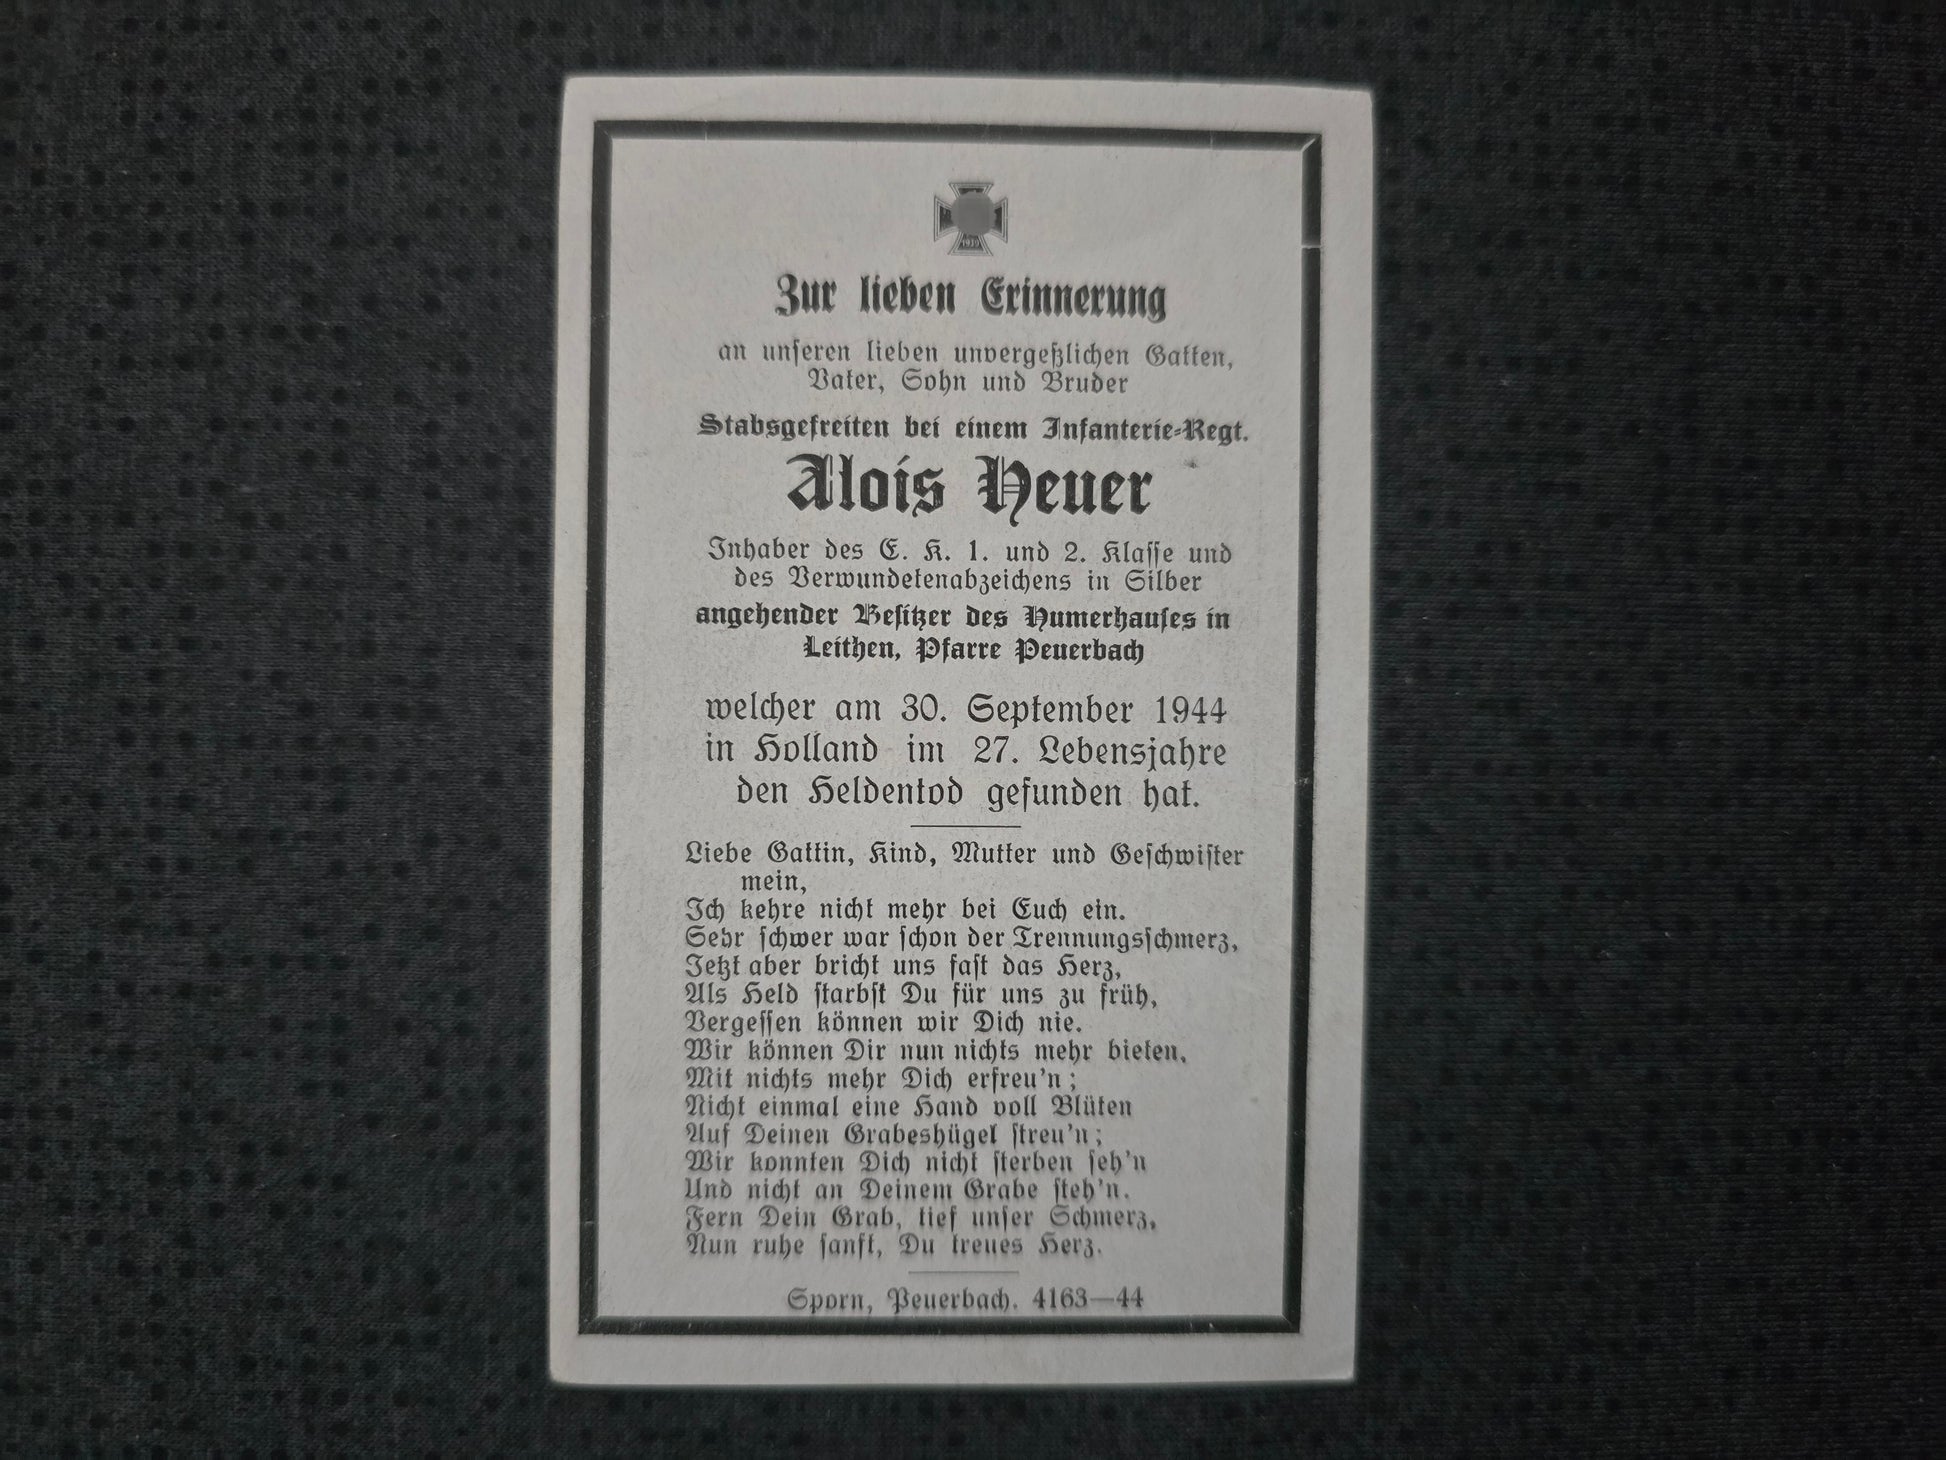 1939
Zur lieben Erinnerung
an unseren lieben unvergeßlichen Gatten,
Vater, Sohn und Bruder
Stabsgefreiten bei einem Infanterie-Regt.
Alois Heuer
Inhaber des E. K. 1. und 2. Klasse und
des Verwundetenabzeichens in Silber
angehender Besitzer des Humerhauses in
Leithen, Pfarre Peuerbach
welcher am 30. September 1944
in Holland im 27. Lebensjahre
den Heldentod gefunden hat.
Liebe Gattin, Kind, Mutter und Geschwister
mein,
Ich kehre nicht mehr bei Euch ein.
Sehr schwer war schon der Trennungsschmerz,
Jetzt aber bricht uns fast das Herz,
Als Held starbst Du für uns zu früh,
Vergessen können wir Dich nie.
Wir können Dir nun nichts mehr bieten,
Mit nichts mehr Dich erfreu'n;
Nicht einmal eine Hand voll Blüten
Auf Deinen Grabeshügel streu'n;
Wir konnten Dich nicht sterben seh'n
Und nicht an Deinem Grabe steh'n.
Fern Dein Grab, tief unser Schmerz,
Nun ruhe sanft, Du treues Herz.
Sporn, Peuerbach. 4163—44